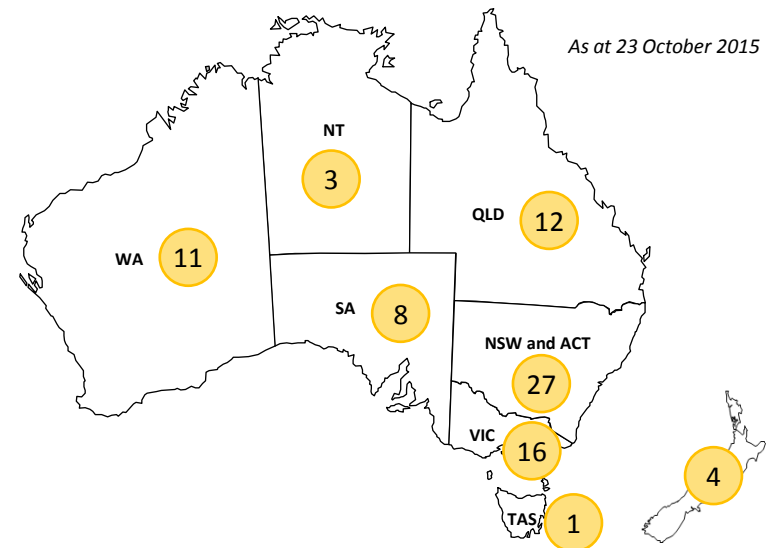 As at 23 October 2015
NT
3
QLD
12
WA
11
SA
8
NSW and ACT
27
VIC
16
4
TAS
1